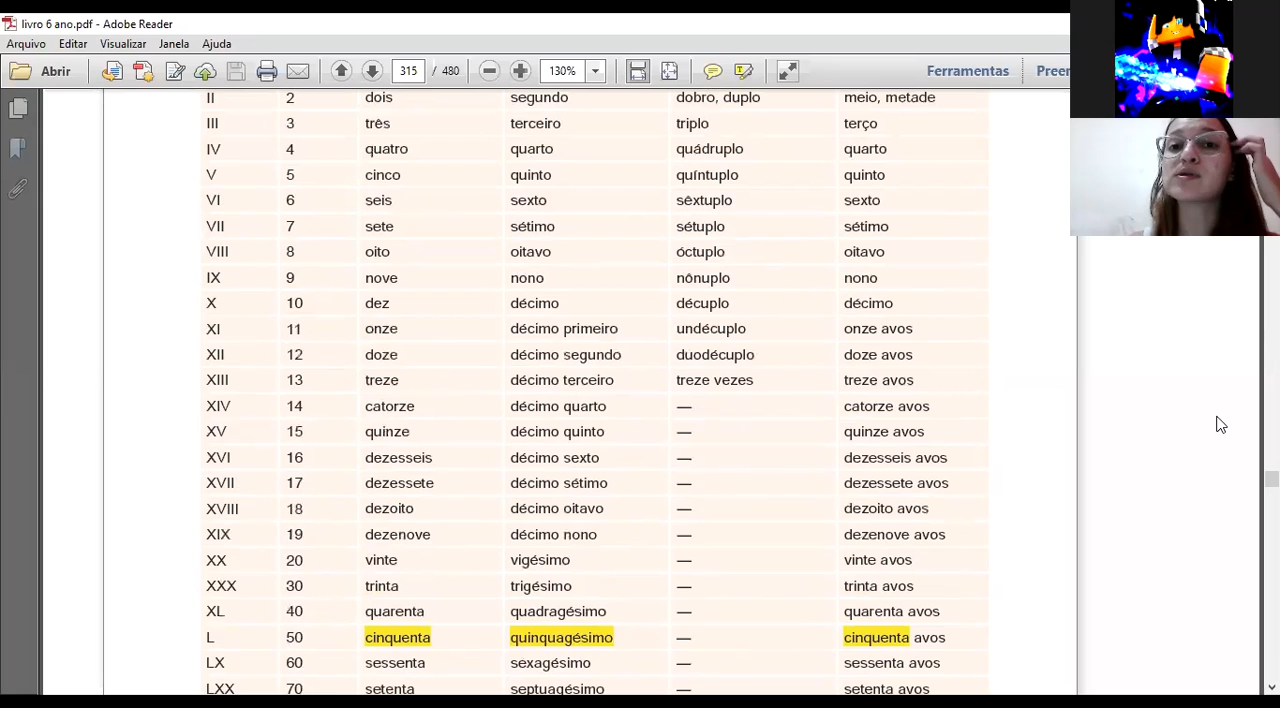 livro 6 ano.pdf - Adobe Reader
Arquivo Editar Visualizar Janela Ajuda
Abrir 315 / 480 130% Ferramentas Preen
II 2 dois segundo dobro, duplo meio, metade
III 3 três terceiro triplo terço
IV 4 quatro quarto quádruplo quarto
V 5 cinco quinto quíntuplo quinto
VI 6 seis sexto sêxtuplo sexto
VII 7 sete sétimo sétuplo sétimo
VIII 8 oito oitavo óctuplo oitavo
IX 9 nove nono nônuplo nono
X 10 dez décimo décuplo décimo
XI 11 onze décimo primeiro undécuplo onze avos
XII 12 doze décimo segundo duodécuplo doze avos
XIII 13 treze décimo terceiro treze vezes treze avos
XIV 14 catorze décimo quarto — catorze avos
XV 15 quinze décimo quinto — quinze avos
XVI 16 dezesseis décimo sexto — dezesseis avos
XVII 17 dezessete décimo sétimo — dezessete avos
XVIII 18 dezoito décimo oitavo — dezoito avos
XIX 19 dezenove décimo nono — dezenove avos
XX 20 vinte vigésimo — vinte avos
XXX 30 trinta trigésimo — trinta avos
XL 40 quarenta quadragésimo — quarenta avos
L 50 cinquenta quinquagésimo — cinquenta avos
LX 60 sessenta sexagésimo — sessenta avos
LXX 70 setenta septuagésimo — setenta avos